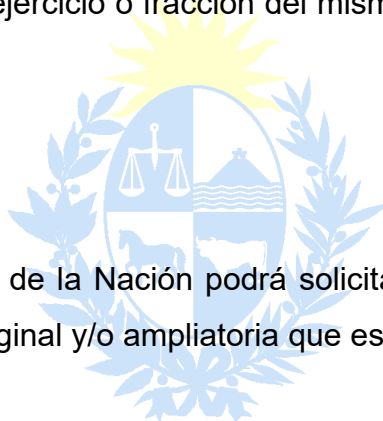 ejercicio o fracción del mism
de la Nación podrá solicita
ginal y/o ampliatoria que es